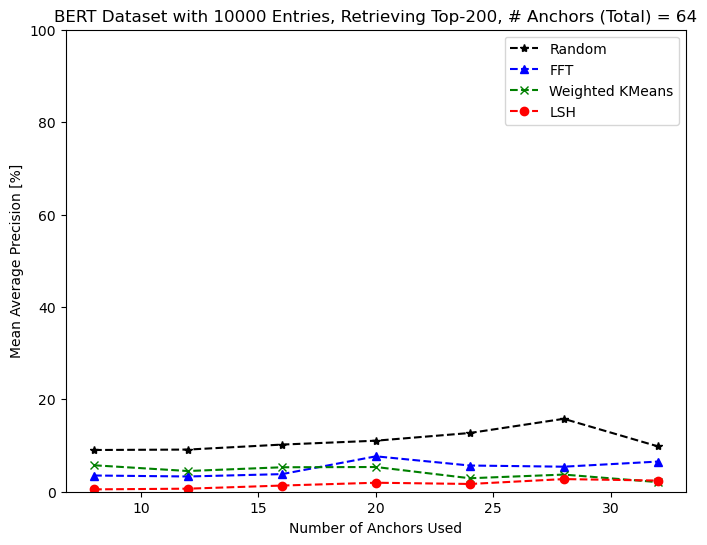 BERT Dataset with 10000 Entries, Retrieving Top-200, # Anchors (Total) = 64
Random
FFT
Weighted KMeans
LSH
Mean Average Precision [%]
100
80
60
40
20
0
10
15
20
25
30
Number of Anchors Used